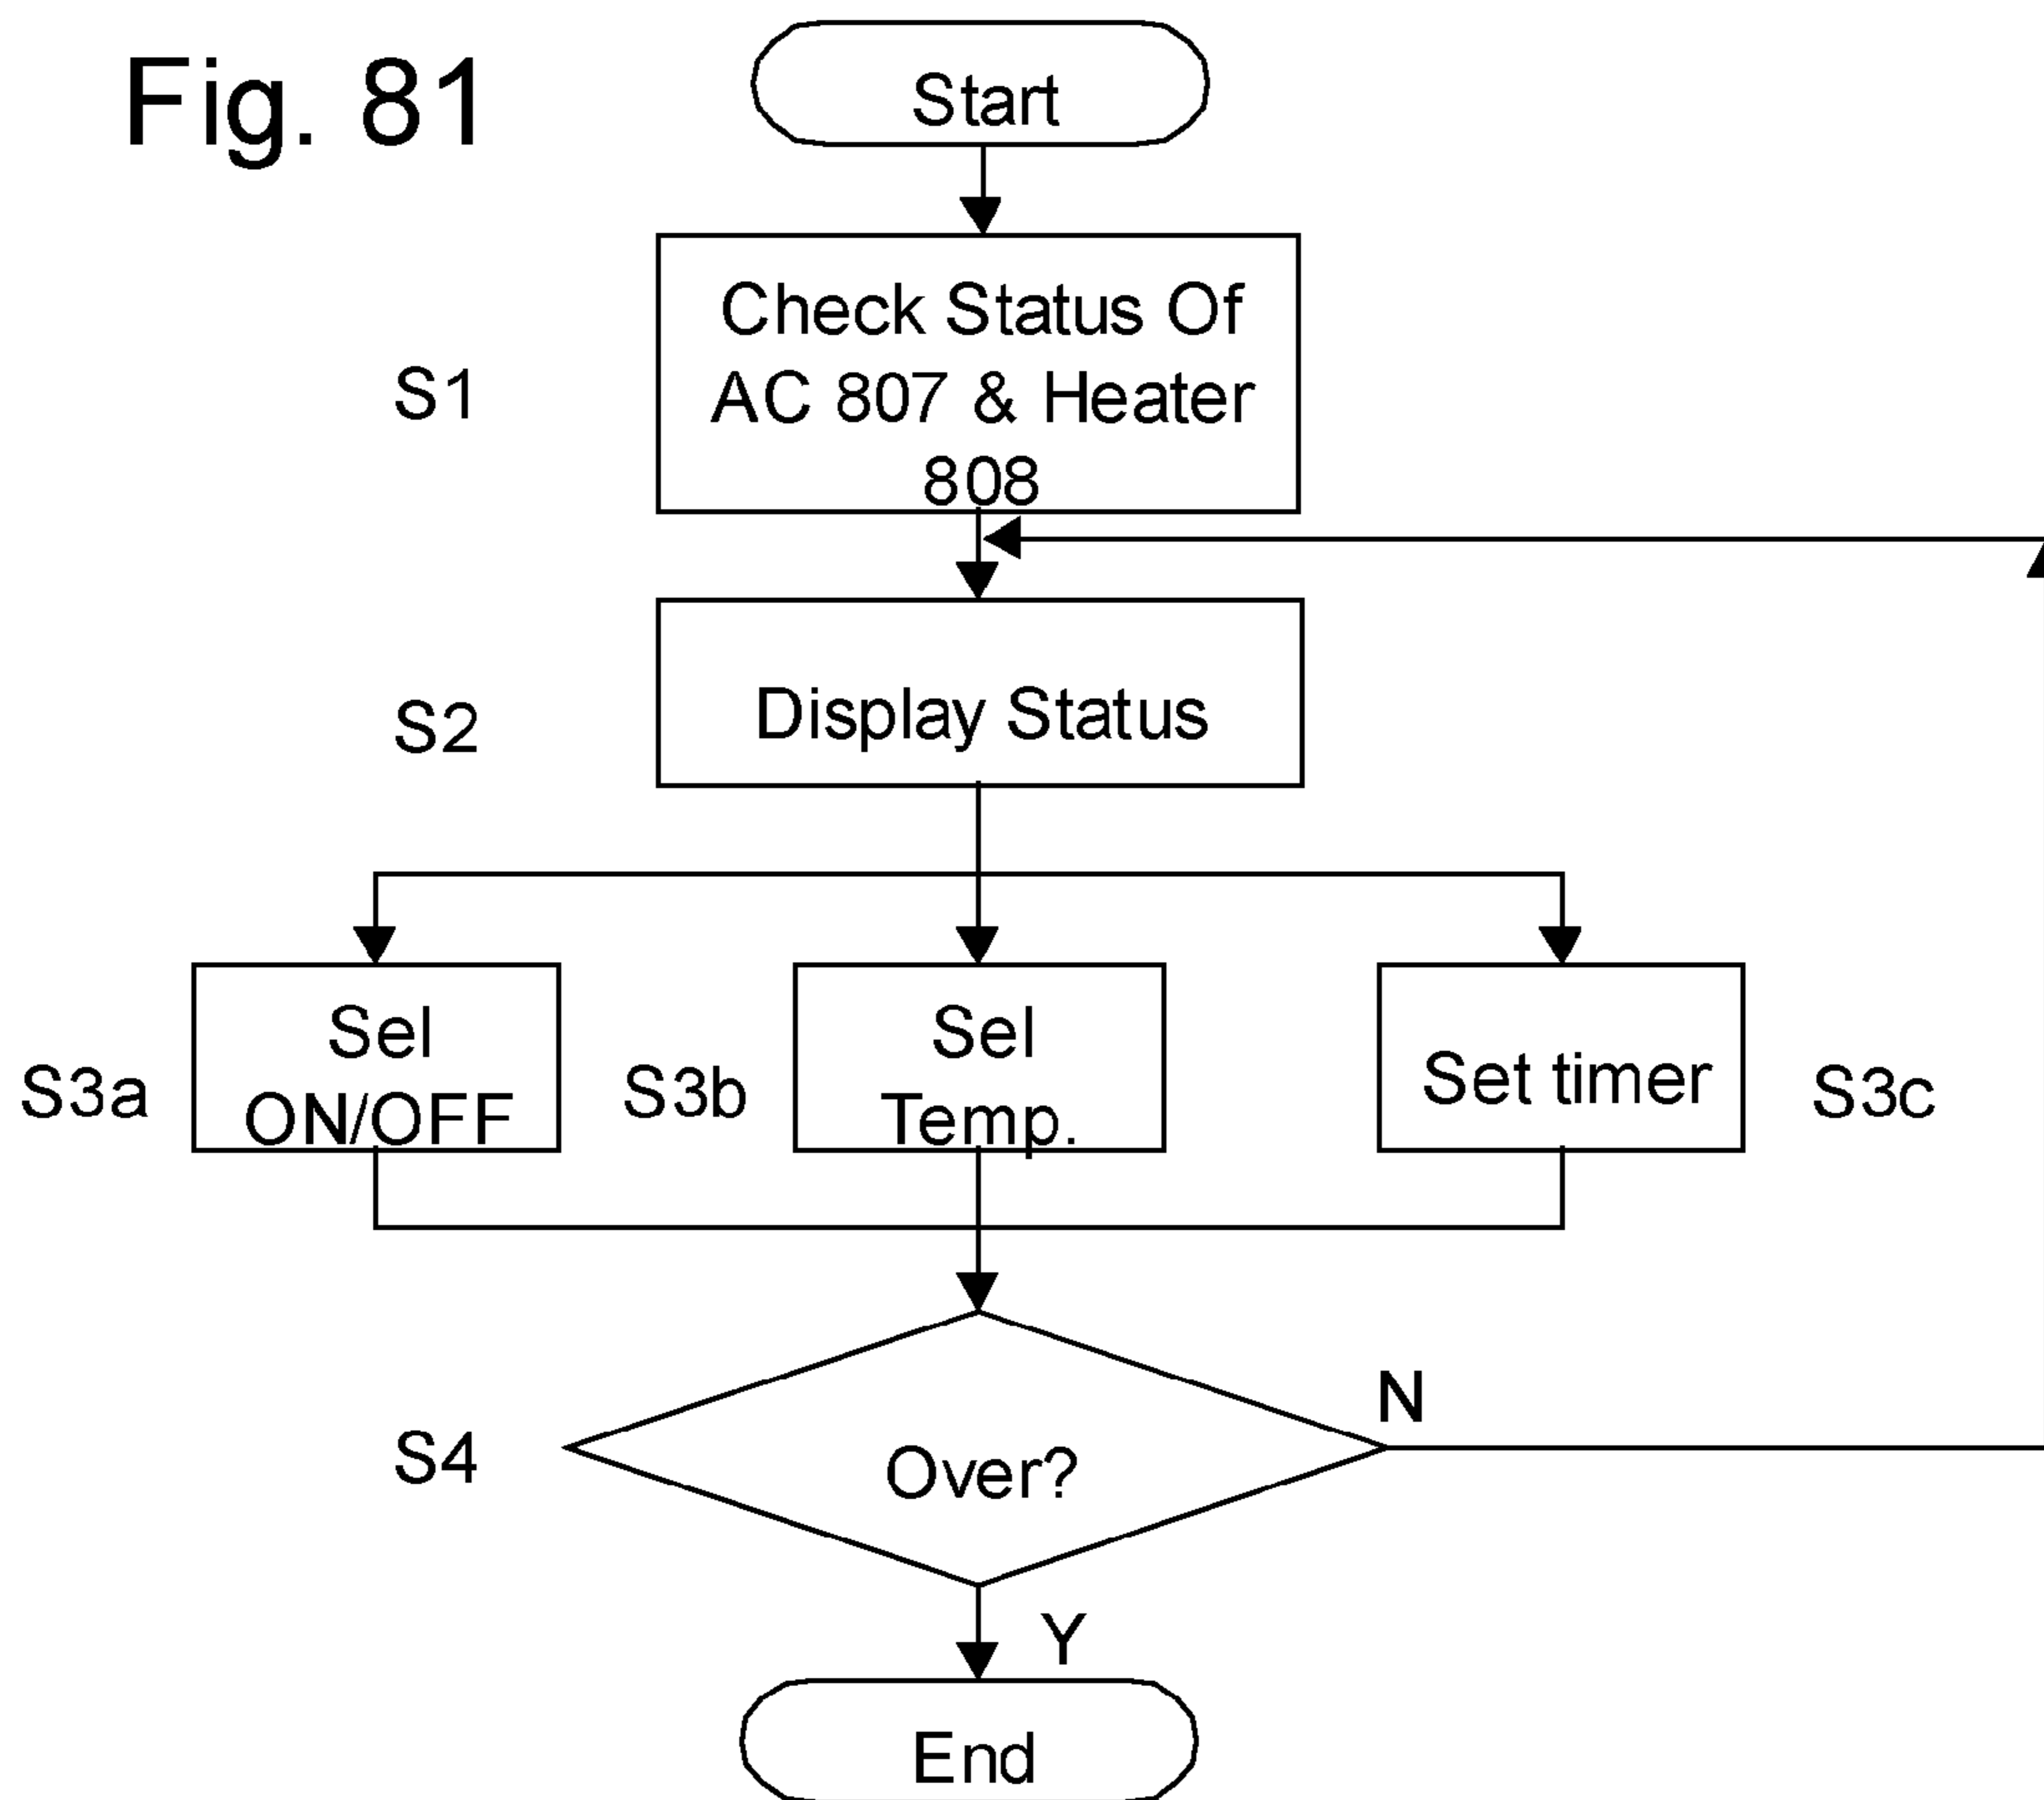 Fig. 81
Start
S1
Check Status Of
AC 807 & Heater
808
S2
Display Status
S3a
Sel
ON/OFF
S3b
Sel
Temp.
Set timer
S3c
S4
Over?
N
Y
End